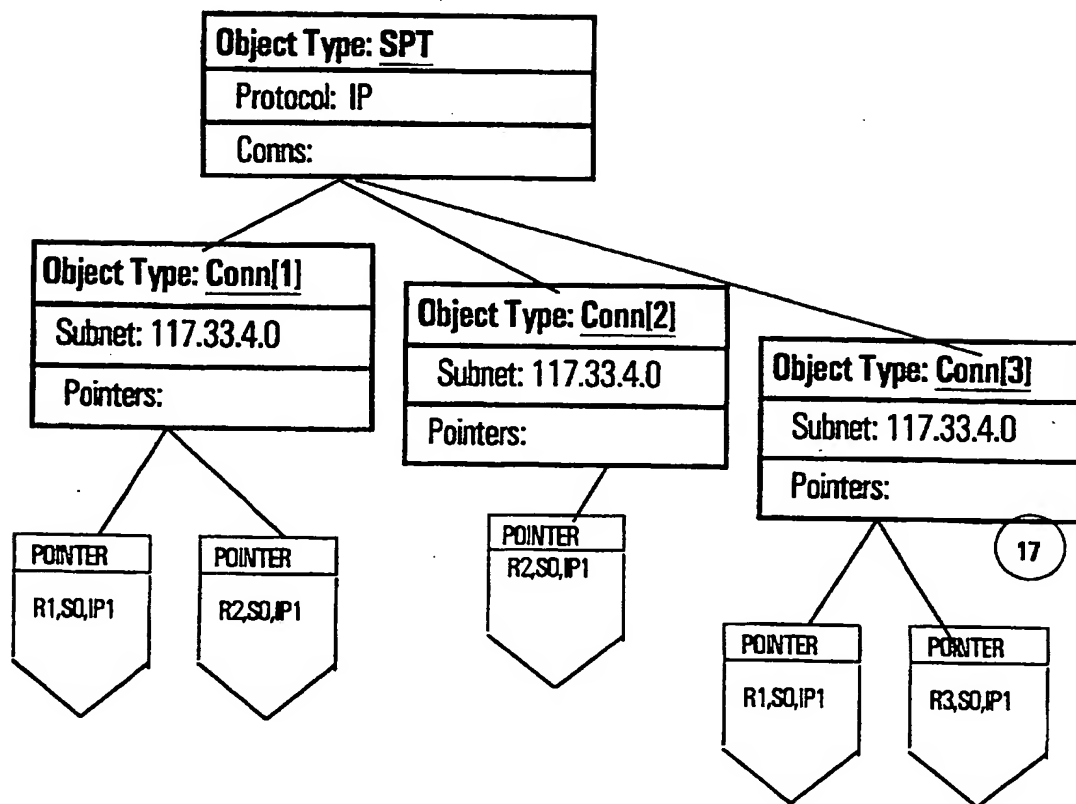 Object Type: SPT
Protocol: IP
Conns:
Object Type: Conn[1]
Subnet: 117.33.4.0
Pointers:
Object Type: Conn[2]
Subnet: 117.33.4.0
Pointers:
Object Type: Conn[3]
Subnet: 117.33.4.0
Pointers:
17
POINTER
R1,S0,IP1
POINTER
R2,S0,IP1
POINTER
R2,S0,IP1
POINTER
R1,S0,IP1
POINTER
R3,S0,IP1